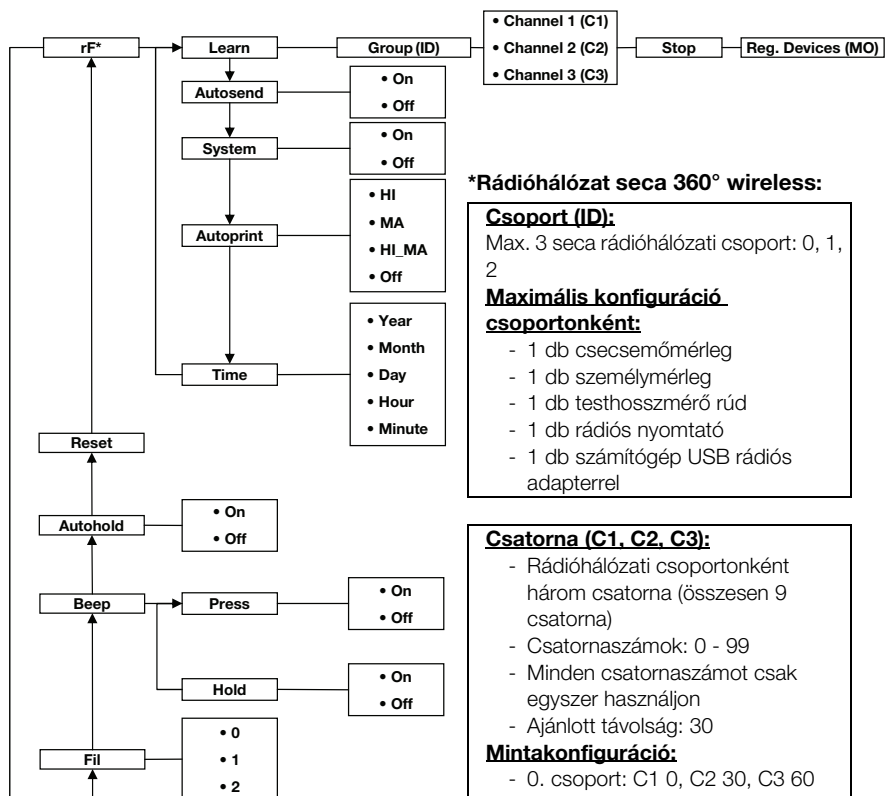 rF*
Learn
Group (ID)
• Channel 1 (C1)
• Channel 2 (C2)
• Channel 3 (C3)
Stop
Reg. Devices (MO)
Autosend
• On
• Off
System
• On
• Off
Autoprint
• HI
• MA
• HI_MA
• Off
Time
• Year
• Month
• Day
• Hour
• Minute
Reset
Autohold
• On
• Off
Beep
Press
• On
• Off
Hold
• On
• Off
Fil
• 0
• 1
• 2
*Rádióhálózat seca 360° wireless:
Csoport (ID):
Max. 3 seca rádióhálózati csoport: 0, 1,
2
Maximális konfiguráció
csoportonként:
- 1 db csecsemőmérleg
- 1 db személymérleg
- 1 db testhosszmérő rúd
- 1 db rádiós nyomtató
- 1 db számítógép USB rádiós
adapterrel
Csatorna (C1, C2, C3):
- Rádióhálózati csoportonként
három csatorna (összesen 9
csatorna)
- Csatornaszámok: 0 - 99
- Minden csatornaszámot csak
egyszer használjon
- Ajánlott távolság: 30
Mintakonfiguráció:
- 0. csoport: C1 0, C2 30, C3 60